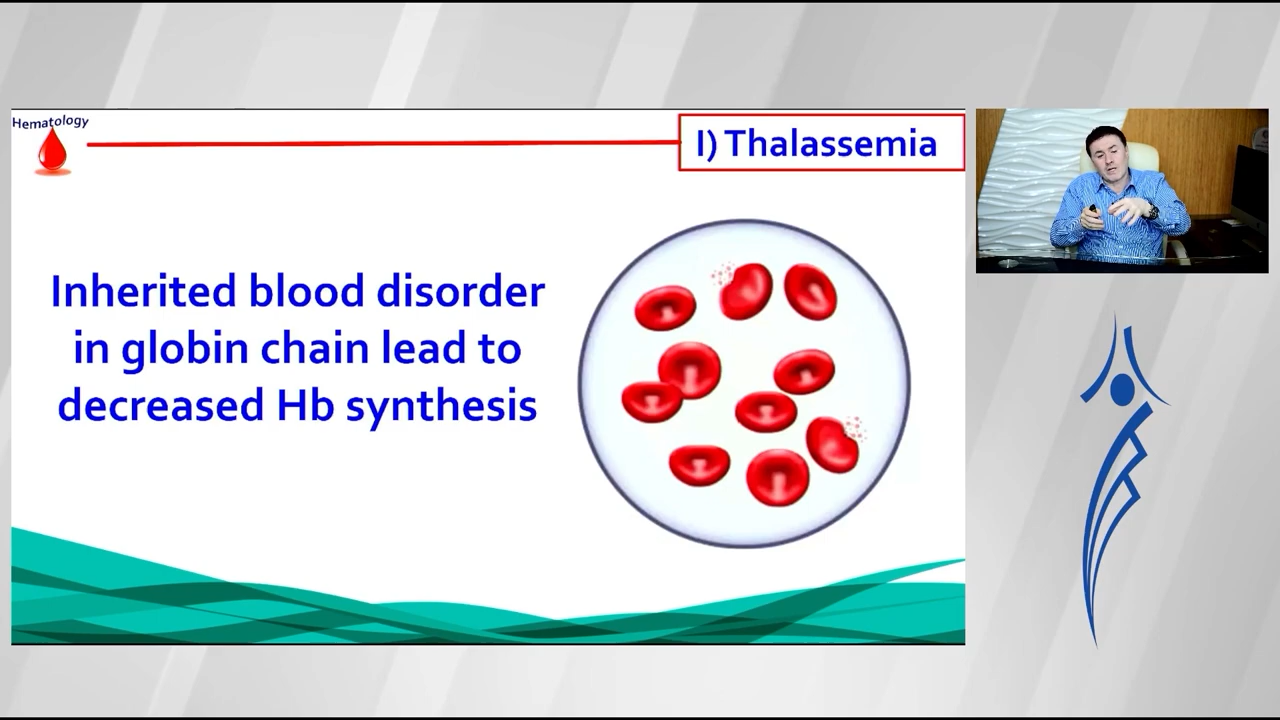 Hematology
I) Thalassemia
Inherited blood disorder
in globin chain lead to
decreased Hb synthesis